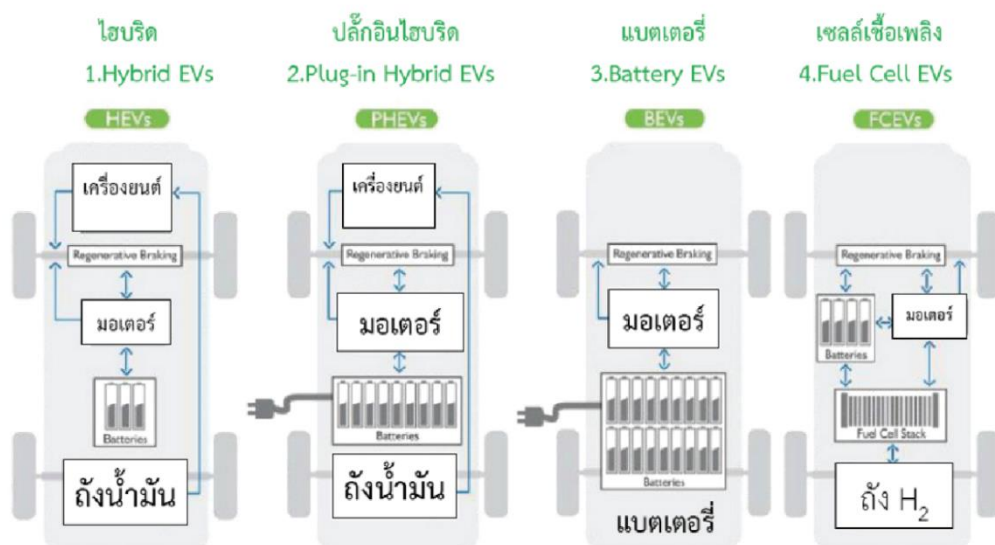 ไฮบริด
1.Hybrid EVs
HEVs
เครื่องยนต์
Regenerative Braking
มอเตอร์
Batteries
ถังน้ำมัน
ปลั๊กอินไฮบริด
2.Plug-in Hybrid EVs
PHEVs
เครื่องยนต์
Regenerative Braking
มอเตอร์
Batteries
ถังน้ำมัน
แบตเตอรี่
3.Battery EVs
BEVs
Regenerative Braking
มอเตอร์
Batteries
แบตเตอรี่
เซลล์เชื้อเพลิง
4.Fuel Cell EVs
FCEVs
Regenerative Braking
มอเตอร์
Batteries
Fuel Cell Stack
ถัง H₂